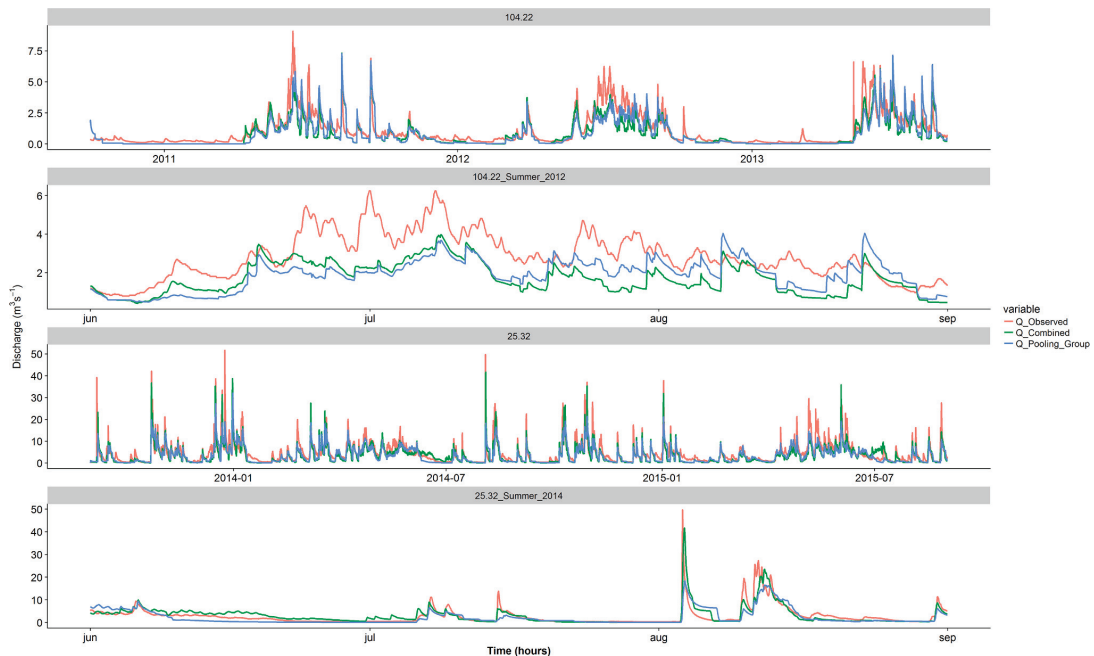 104.22
7.5
5.0
2.5
0.0
2011
2012
2013
104.22_Summer_2012
6
4
2
jun
jul
aug
sep
25.32
50
40
30
20
10
0
2014-01
2014-07
2015-01
2015-07
25.32_Summer_2014
50
40
30
20
10
0
jun
jul
aug
sep
Discharge (m³s⁻¹)
Time (hours)
variable
Q_Observed
Q_Combined
Q_Pooling_Group